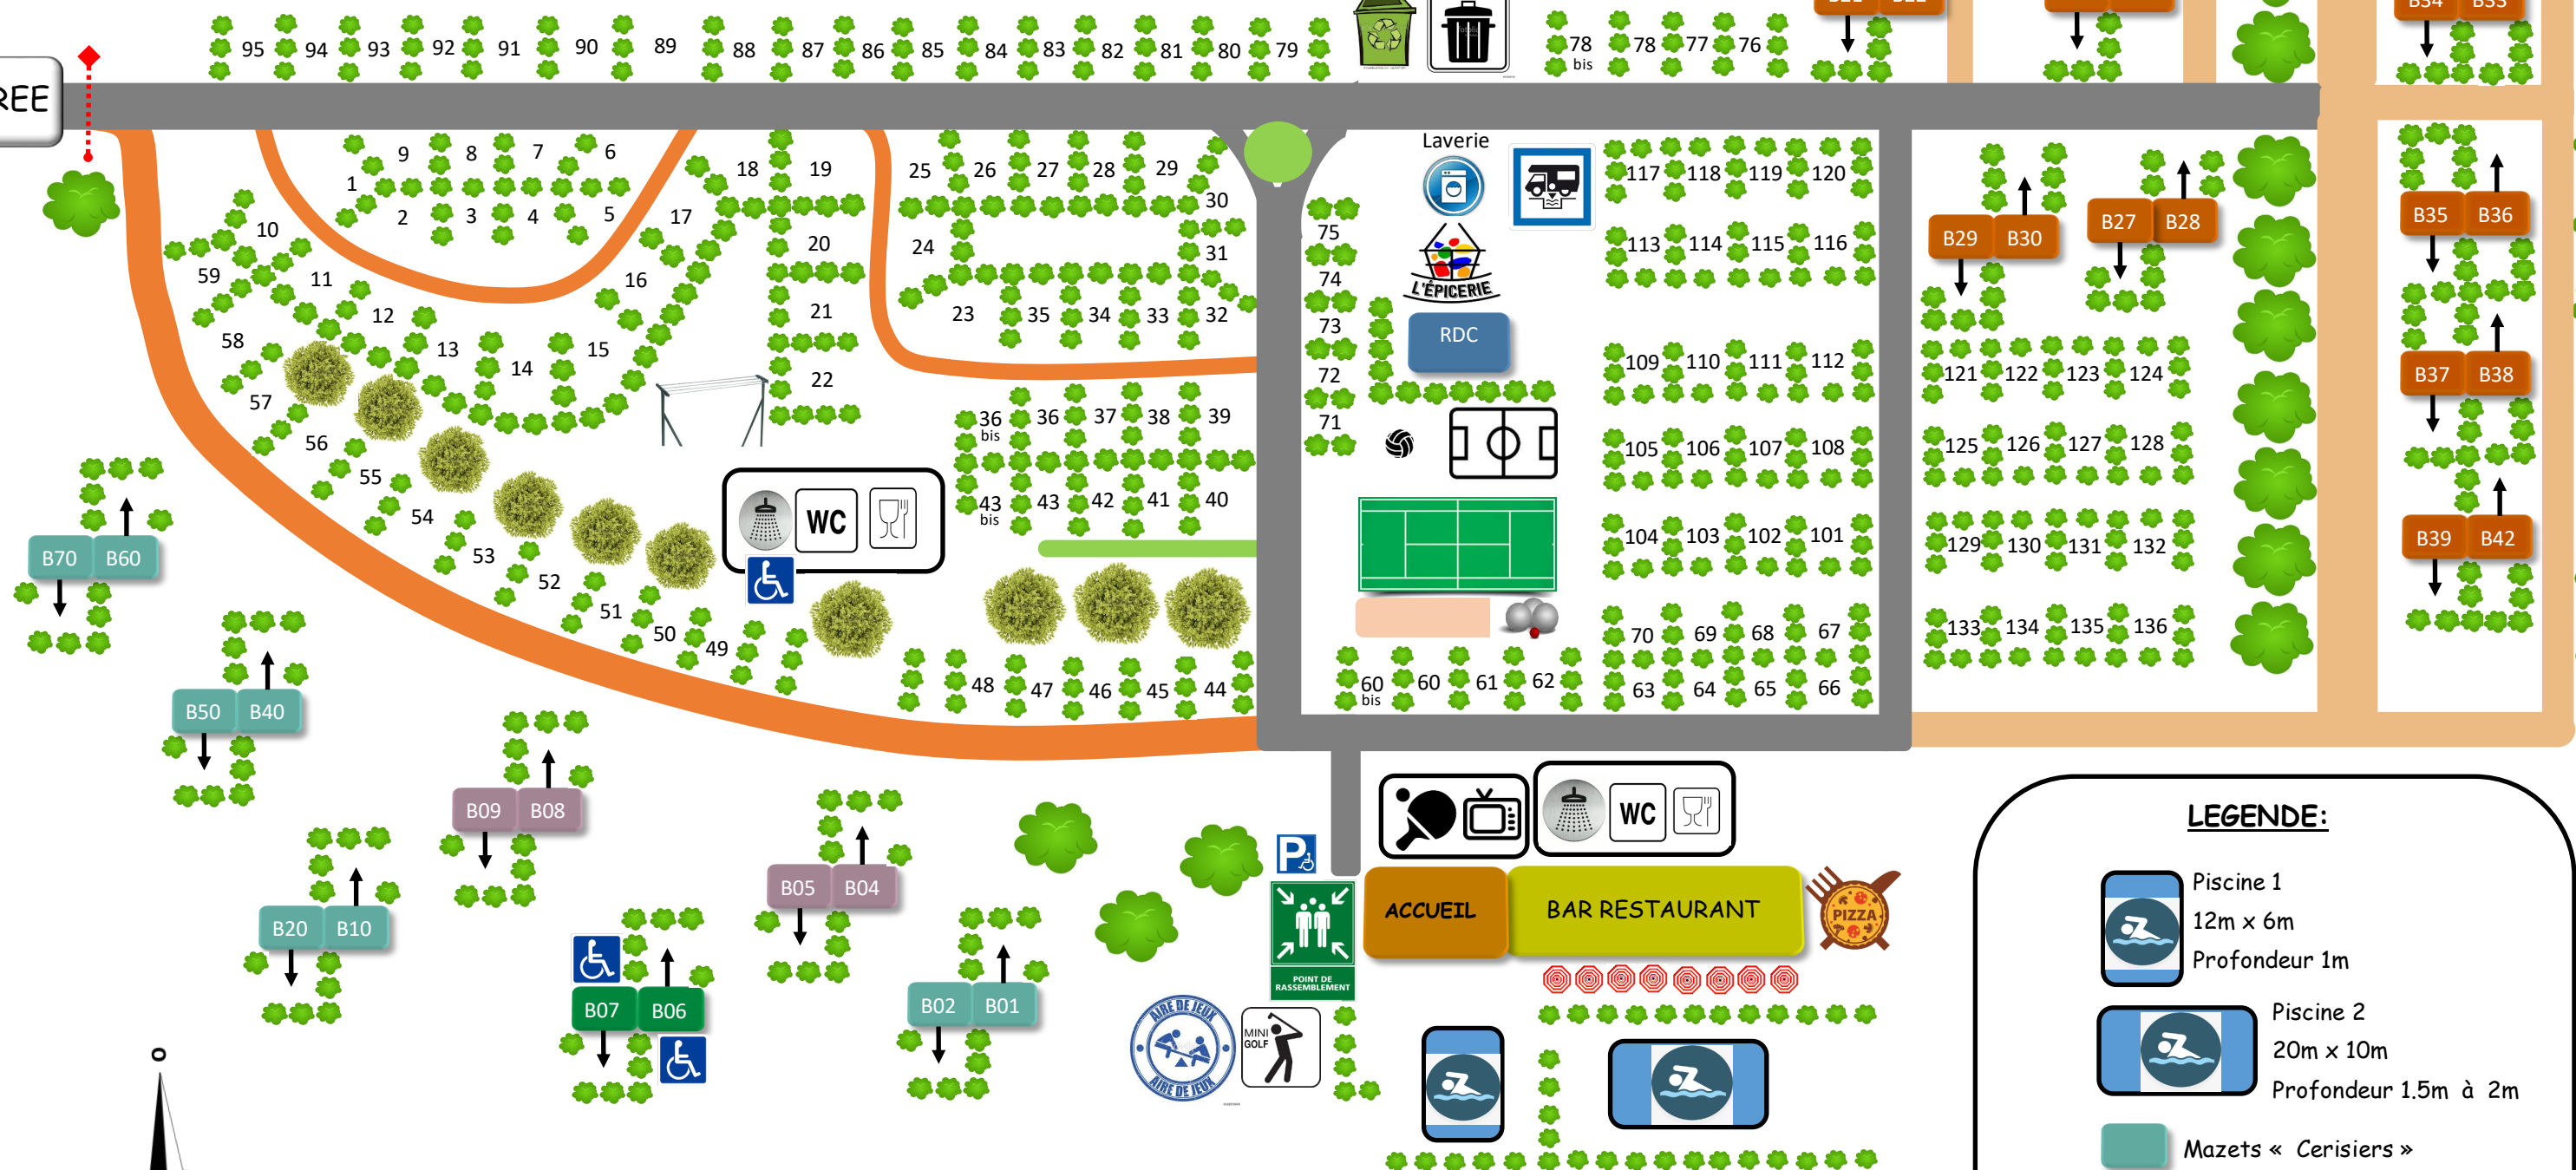 B21 B22
B34 B33
95 94 93 92 91 90 89 88 87 86 85 84 83 82 81 80 79
78 bis 78 77 76
REE
9 8 7 6
1 2 3 4 5
18 19
17
10 20
59 11 16
12 21
58 13 14 15
22
57
56
55
54
53
52
51
50
49
25 26 27 28 29
30
24 31
23 35 34 33 32
36 bis 36 37 38 39
43 bis 43 42 41 40
WC
48 47 46 45 44
75
74
73
72
71
Laverie
L'ÉPICERIE
RDC
117 118 119 120
113 114 115 116
109 110 111 112
105 106 107 108
104 103 102 101
70 69 68 67
60 bis 60 61 62 63 64 65 66
B29 B30
B27 B28
121 122 123 124
125 126 127 128
129 130 131 132
133 134 135 136
B35 B36
B37 B38
B39 B42
B70 B60
B50 B40
B09 B08
B20 B10
B05 B04
B07 B06
B02 B01
O
WC
P
ACCUEIL
BAR RESTAURANT
PIZZA
POINT DE
RASSEMBLEMENT
AIRE DE JEUX
AIRE DE JEUX
MINI
GOLF
LEGENDE:
Piscine 1
12m x 6m
Profondeur 1m
Piscine 2
20m x 10m
Profondeur 1.5m à 2m
Mazets « Cerisiers »